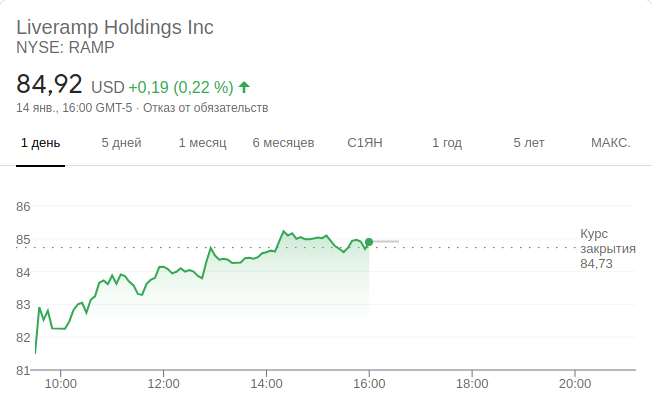 Liveramp Holdings Inc
NYSE: RAMP
84,92 USD +0,19 (0,22 %)
14 янв., 16:00 GMT-5 · Отказ от обязательств
1 день 5 дней 1 месяц 6 месяцев С1ЯН 1 год 5 лет МАКС.
86
85
84
83
82
81
Курс
закрытия
84,73
10:00 12:00 14:00 16:00 18:00 20:00